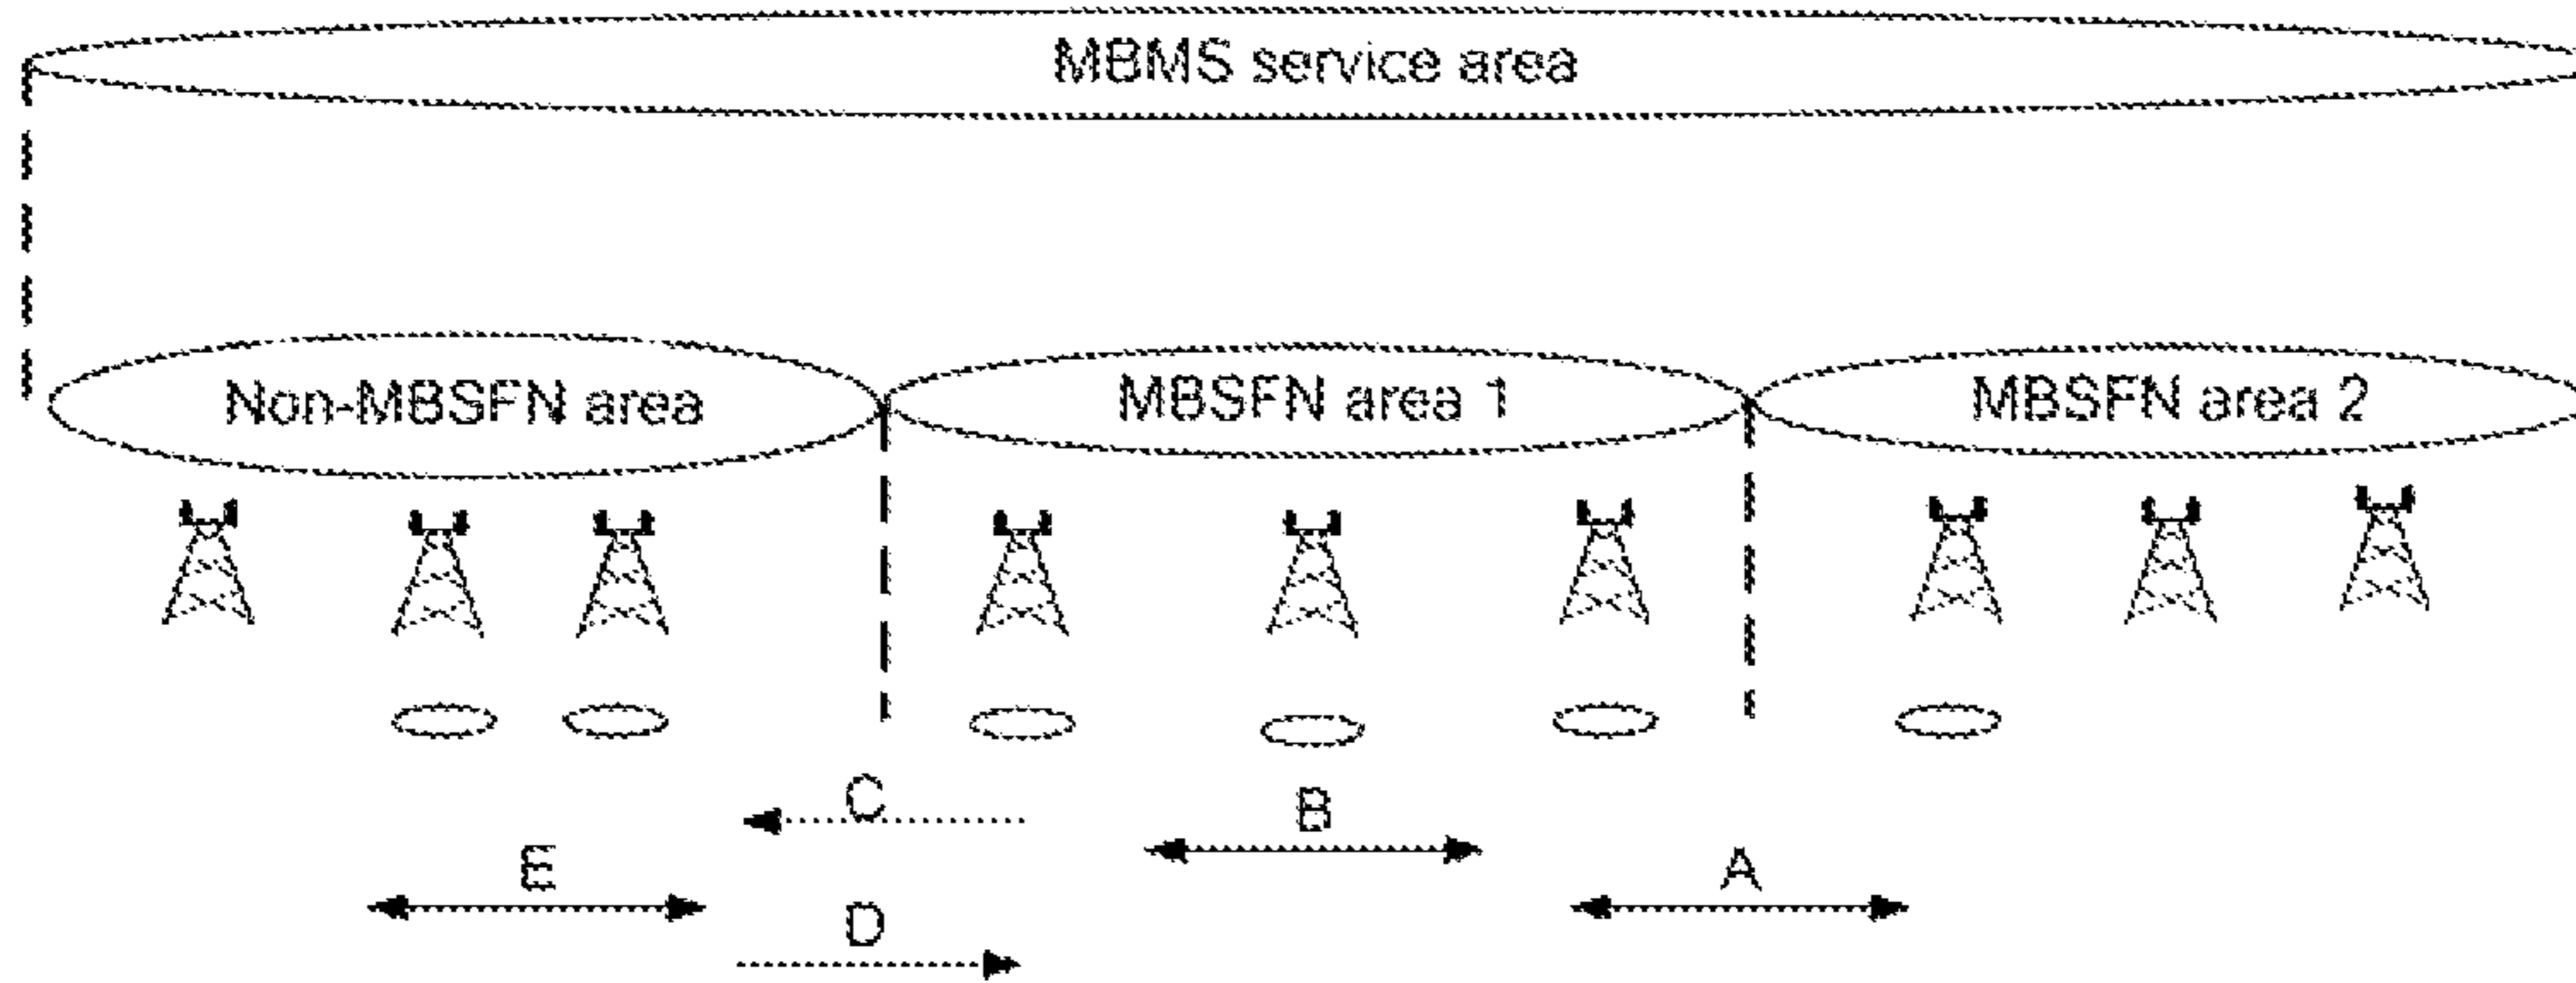 MBMS service area
Non-MBSFN area
MBSFN area 1
MBSFN area 2
C
B
E
A
D